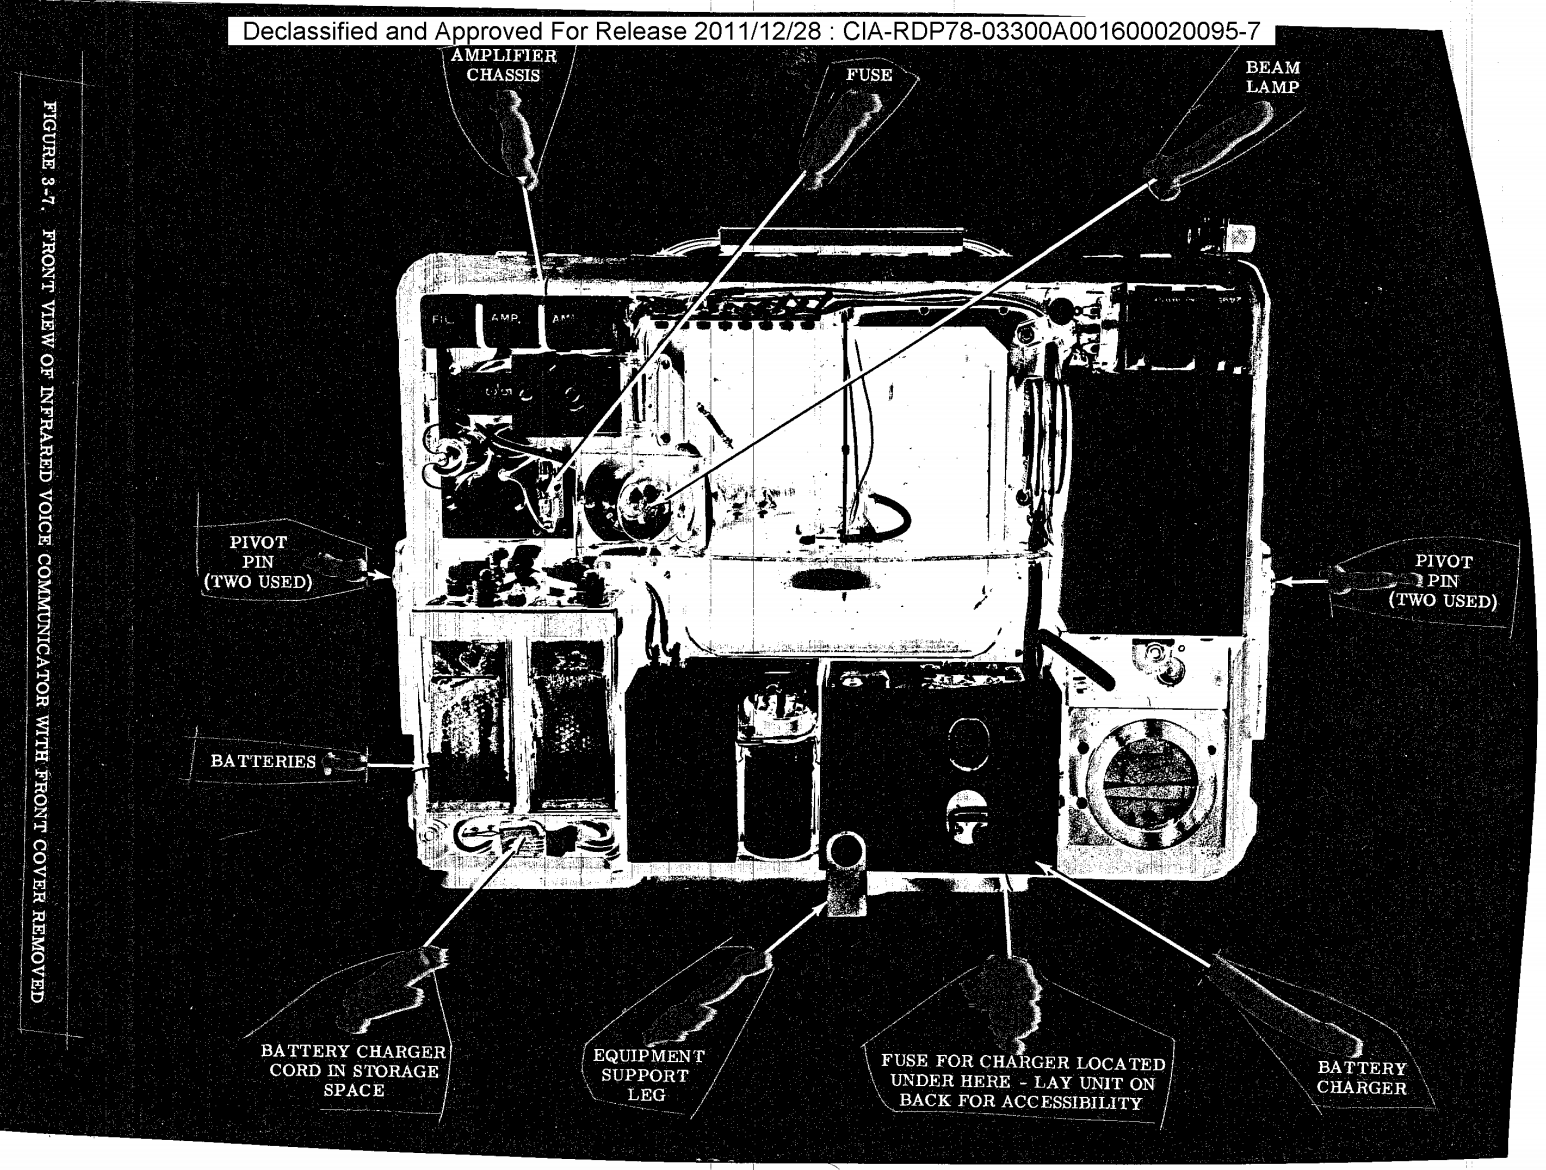 Declassified and Approved For Release 2011/12/28 : CIA-RDP78-03300A001600020095-7
AMPLIFIER
CHASSIS
FUSE
BEAM
LAMP
FIL.
AMP.
PIVOT
PIN
(TWO USED)
PIVOT
PIN
(TWO USED)
BATTERIES
BATTERY CHARGER
CORD IN STORAGE
SPACE
EQUIPMENT
SUPPORT
LEG
FUSE FOR CHARGER LOCATED
UNDER HERE - LAY UNIT ON
BACK FOR ACCESSIBILITY
BATTERY
CHARGER
FIGURE 3-7. FRONT VIEW OF INFRARED VOICE COMMUNICATOR WITH FRONT COVER REMOVED